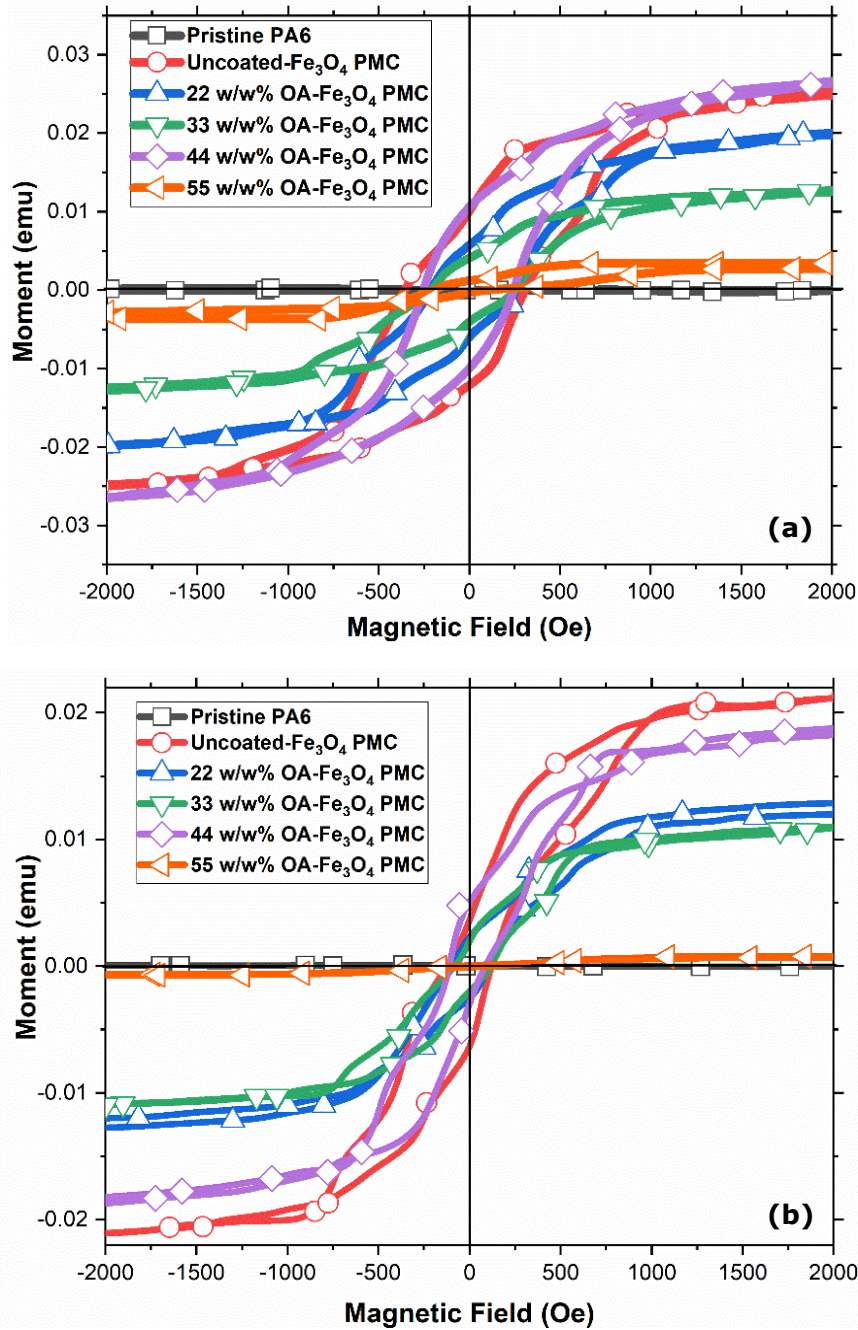 0.03
0.02
0.01
0.00
-0.01
-0.02
-0.03
Moment (emu)
Pristine PA6
Uncoated-Fe₃O₄ PMC
22 w/w% OA-Fe₃O₄ PMC
33 w/w% OA-Fe₃O₄ PMC
44 w/w% OA-Fe₃O₄ PMC
55 w/w% OA-Fe₃O₄ PMC
(a)
-2000 -1500 -1000 -500 0 500 1000 1500 2000
Magnetic Field (Oe)
0.02
0.01
0.00
-0.01
-0.02
Moment (emu)
Pristine PA6
Uncoated-Fe₃O₄ PMC
22 w/w% OA-Fe₃O₄ PMC
33 w/w% OA-Fe₃O₄ PMC
44 w/w% OA-Fe₃O₄ PMC
55 w/w% OA-Fe₃O₄ PMC
(b)
-2000 -1500 -1000 -500 0 500 1000 1500 2000
Magnetic Field (Oe)